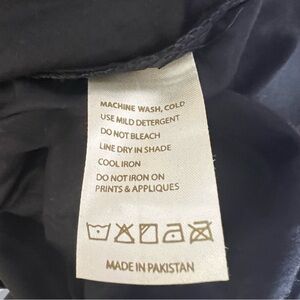 MACHINE WASH, COLD
USE MILD DETERGENT
DO NOT BLEACH
LINE DRY IN SHADE
COOL IRON
DO NOT IRON ON
PRINTS & APPLIQUES
MADE IN PAKISTAN